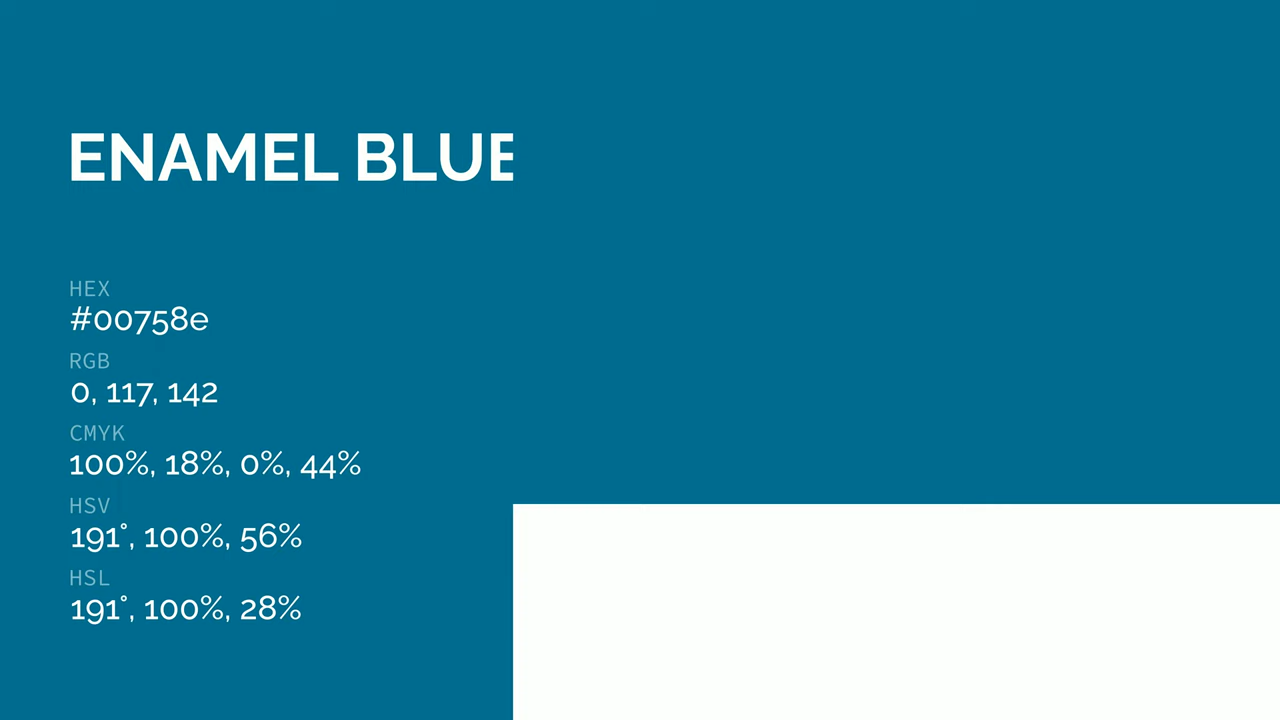 ENAMEL BLUE
HEX
#00758e
RGB
0, 117, 142
CMYK
100%, 18%, 0%, 44%
HSV
191°, 100%, 56%
HSL
191°, 100%, 28%